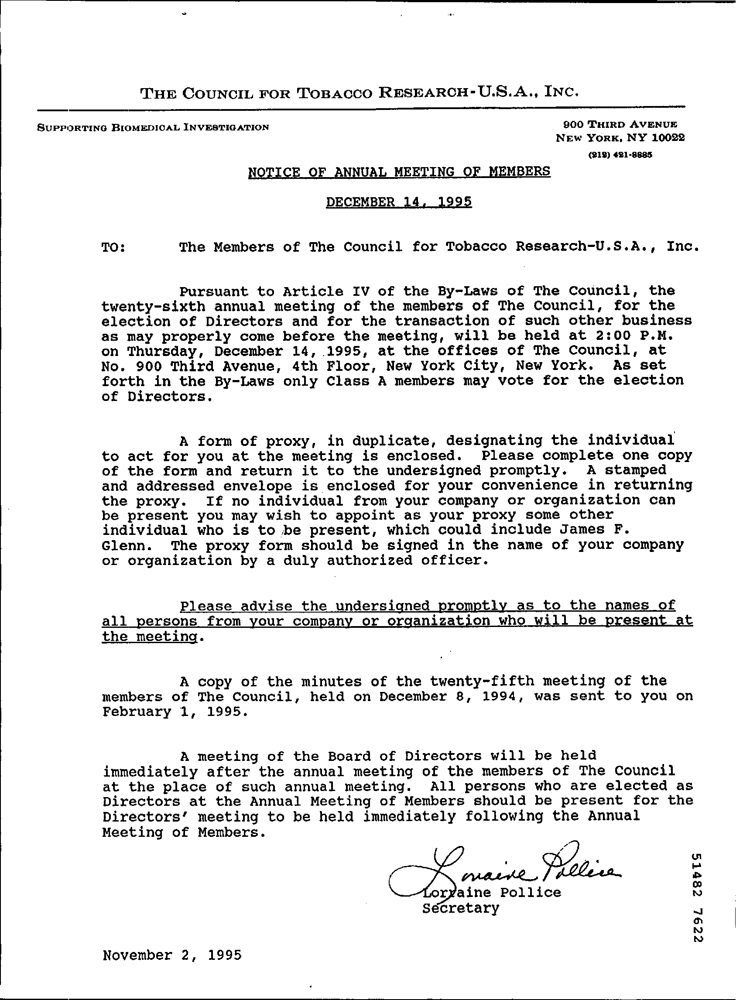 THE COUNCIL FOR TOBACCO RESEARCH-U.S.A., INC.
SUPPORTING BIOMEDICAL INVESTIGATION
900 THIRD AVENUE
NEW YORK, NY 10022
(212) 421-8885
NOTICE OF ANNUAL MEETING OF MEMBERS
DECEMBER 14, 1995
TO: The Members of The Council for Tobacco Research-U.S.A., Inc.
Pursuant to Article IV of the By-Laws of The Council, the
twenty-sixth annual meeting of the members of The Council, for the
election of Directors and for the transaction of such other business
as may properly come before the meeting, will be held at 2:00 P.M.
on Thursday, December 14, 1995, at the offices of The Council, at
No. 900 Third Avenue, 4th Floor, New York City, New York. As set
forth in the By-Laws only Class A members may vote for the election
of Directors.
A form of proxy, in duplicate, designating the individual
to act for you at the meeting is enclosed. Please complete one copy
of the form and return it to the undersigned promptly. A stamped
and addressed envelope is enclosed for your convenience in returning
the proxy. If no individual from your company or organization can
be present you may wish to appoint as your proxy some other
individual who is to be present, which could include James F.
Glenn. The proxy form should be signed in the name of your company
or organization by a duly authorized officer.
Please advise the undersigned promptly as to the names of
all persons from your company or organization who will be present at
the meeting.
A copy of the minutes of the twenty-fifth meeting of the
members of The Council, held on December 8, 1994, was sent to you on
February 1, 1995.
A meeting of the Board of Directors will be held
immediately after the annual meeting of the members of The Council
at the place of such annual meeting. All persons who are elected as
Directors at the Annual Meeting of Members should be present for the
Directors' meeting to be held immediately following the Annual
Meeting of Members.
Lorraine Pollice
Lorraine Pollice
Secretary
November 2, 1995
51482 7622